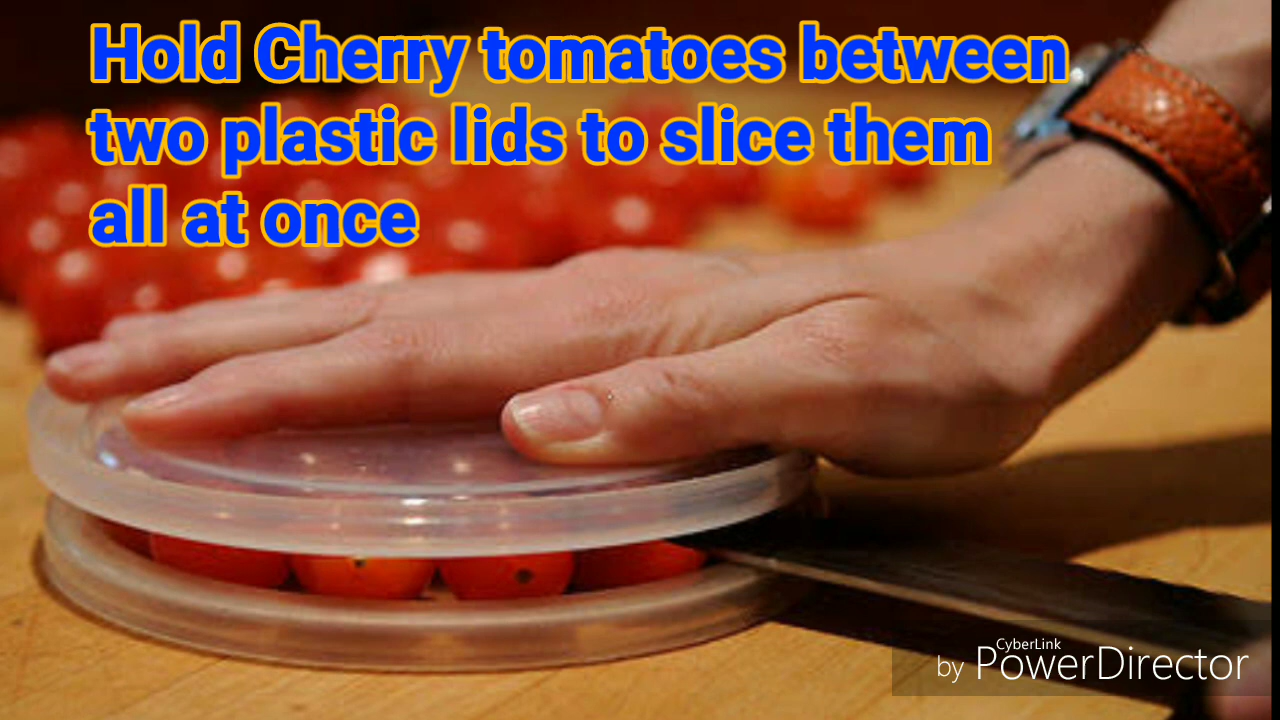 Hold Cherry tomatoes between
two plastic lids to slice them
all at once
CyberLink
by PowerDirector